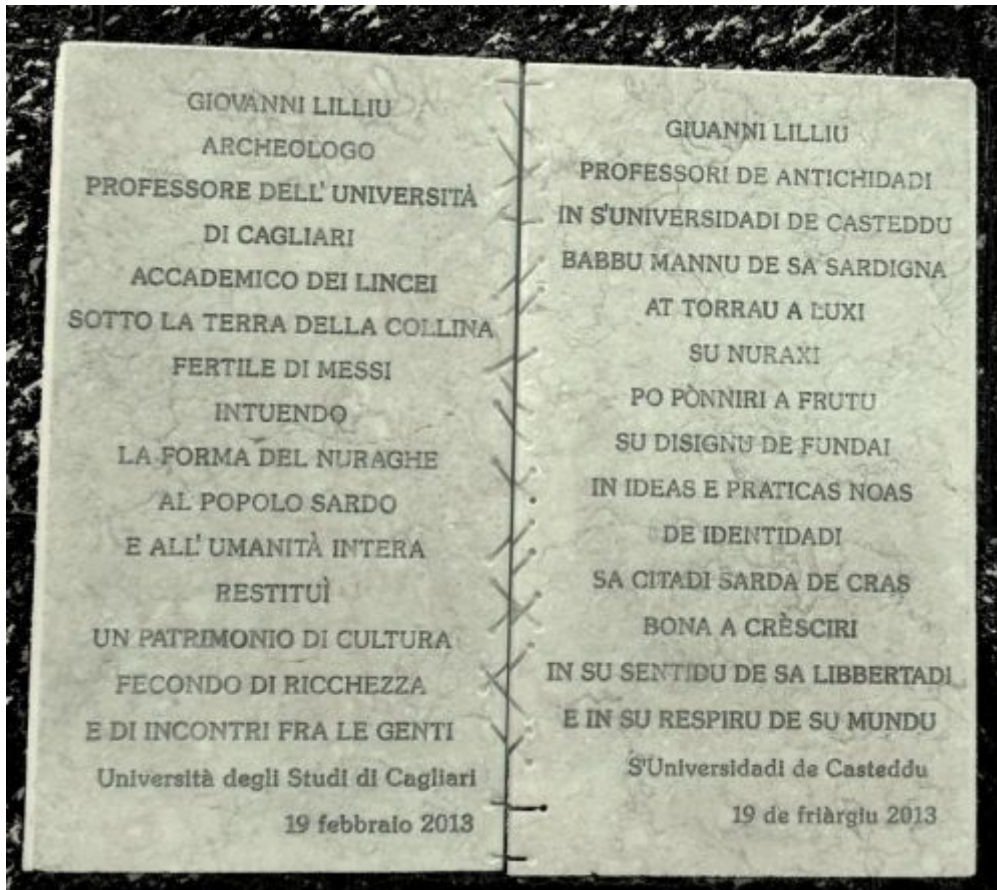 GIOVANNI LILLIU
ARCHEOLOGO
PROFESSORE DELL' UNIVERSITÀ
DI CAGLIARI
ACCADEMICO DEI LINCEI
SOTTO LA TERRA DELLA COLLINA
FERTILE DI MESSI
INTUENDO
LA FORMA DEL NURAGHE
AL POPOLO SARDO
E ALL' UMANITÀ INTERA
RESTITUÌ
UN PATRIMONIO DI CULTURA
FECONDO DI RICCHEZZA
E DI INCONTRI FRA LE GENTI
Università degli Studi di Cagliari
19 febbraio 2013
GIUANNI LILLIU
PROFESSORI DE ANTICHIDADI
IN S'UNIVERSIDADI DE CASTEDDU
BABBU MANNU DE SA SARDIGNA
AT TORRAU A LUXI
SU NURAXI
PO PÒNNIRI A FRUTU
SU DISIGNU DE FUNDAI
IN IDEAS E PRATICAS NOAS
DE IDENTIDADI
SA CITADI SARDA DE CRAS
BONA A CRÈSCIRI
IN SU SENTIDU DE SA LIBBERTADI
E IN SU RESPIRU DE SU MUNDU
S'Universidadi de Casteddu
19 de friàrgiu 2013